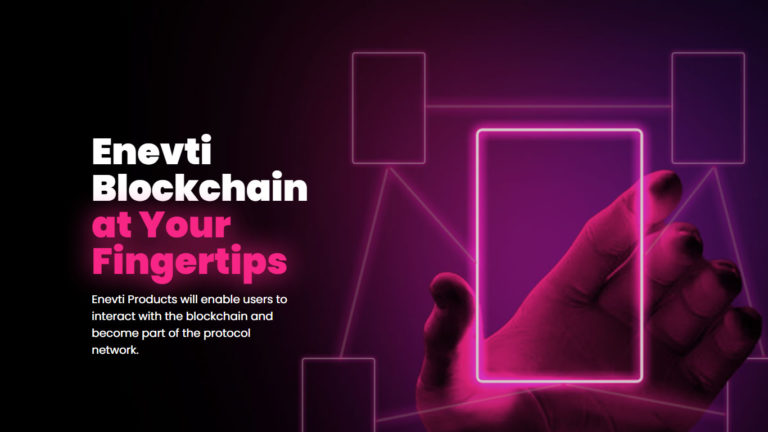 Enevti
Blockchain
at Your
Fingertips
Enevti Products will enable users to
interact with the blockchain and
become part of the protocol
network.